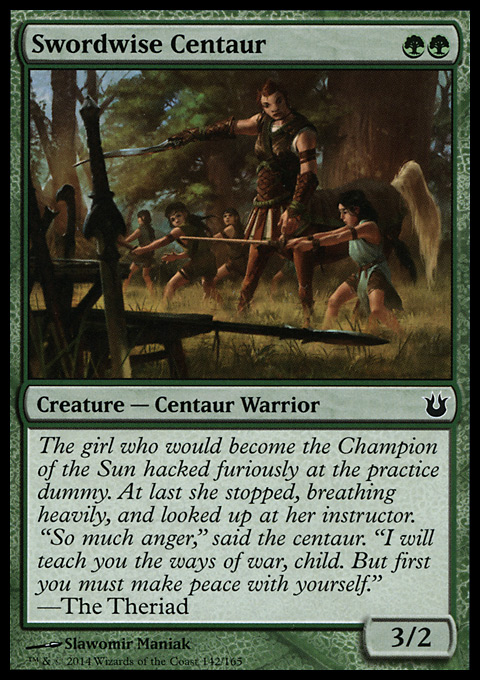 Swordwise Centaur
Creature — Centaur Warrior
The girl who would become the Champion
of the Sun hacked furiously at the practice
dummy. At last she stopped, breathing
heavily, and looked up at her instructor.
“So much anger,” said the centaur. “I will
teach you the ways of war, child. But first
you must make peace with yourself.”
—The Theriad
3/2
Slawomir Maniak
™ & © 2014 Wizards of the Coast 142/165